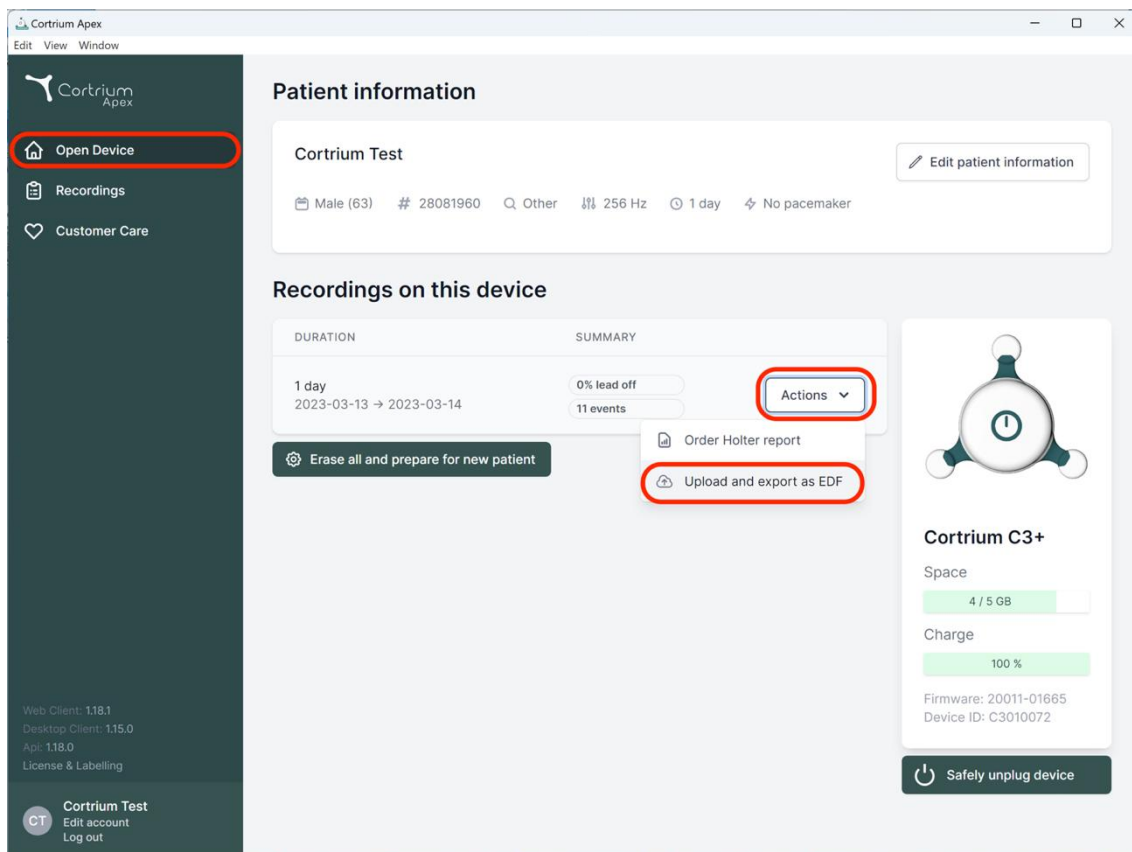 Cortrium Apex
Edit View Window
Cortrium
Apex
Open Device
Recordings
Customer Care
Web Client: 1.18.1
Desktop Client: 1.15.0
Api: 1.18.0
License & Labelling
CT
Cortrium Test
Edit account
Log out
Patient information
Cortrium Test
Edit patient information
Male (63) # 28081960 Other 256 Hz 1 day No pacemaker
Recordings on this device
DURATION SUMMARY
1 day
2023-03-13 → 2023-03-14
0% lead off
11 events
Actions
Order Holter report
Upload and export as EDF
Erase all and prepare for new patient
Cortrium C3+
Space
4 / 5 GB
Charge
100 %
Firmware: 20011-01665
Device ID: C3010072
Safely unplug device